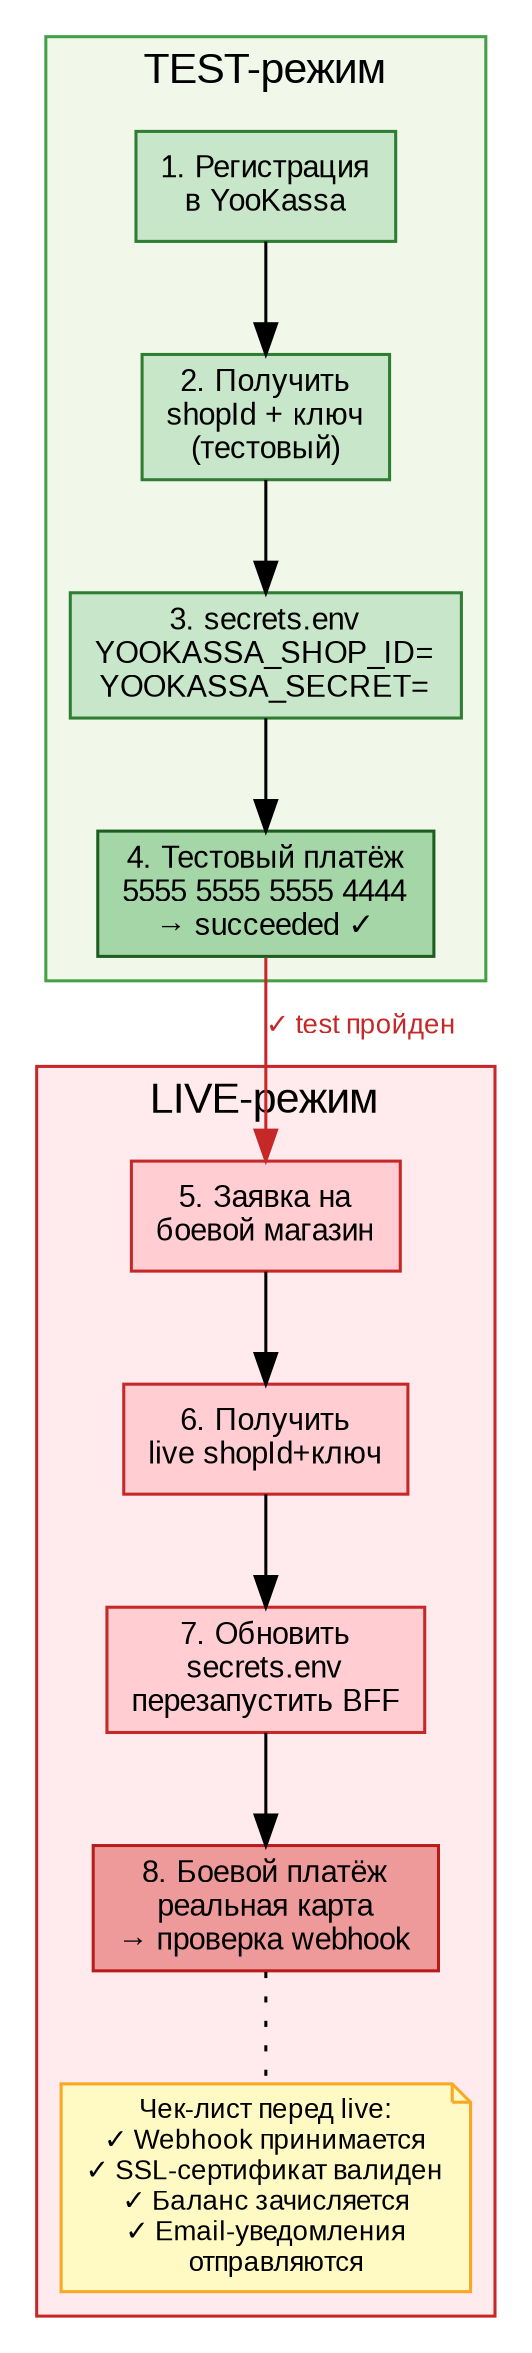 TEST-режим
1. Регистрация
в YooKassa
2. Получить
shopId + ключ
(тестовый)
3. secrets.env
YOOKASSA_SHOP_ID=
YOOKASSA_SECRET=
4. Тестовый платёж
5555 5555 5555 4444
→ succeeded ✓
✓ test пройден
LIVE-режим
5. Заявка на
боевой магазин
6. Получить
live shopId+ключ
7. Обновить
secrets.env
перезапустить BFF
8. Боевой платёж
реальная карта
→ проверка webhook
Чек-лист перед live:
✓ Webhook принимается
✓ SSL-сертификат валиден
✓ Баланс зачисляется
✓ Email-уведомления
отправляются